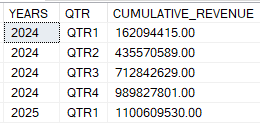 YEARS QTR CUMULATIVE_REVENUE
2024 QTR1 162094415.00
2024 QTR2 435570589.00
2024 QTR3 712842629.00
2024 QTR4 989827801.00
2025 QTR1 1100609530.00